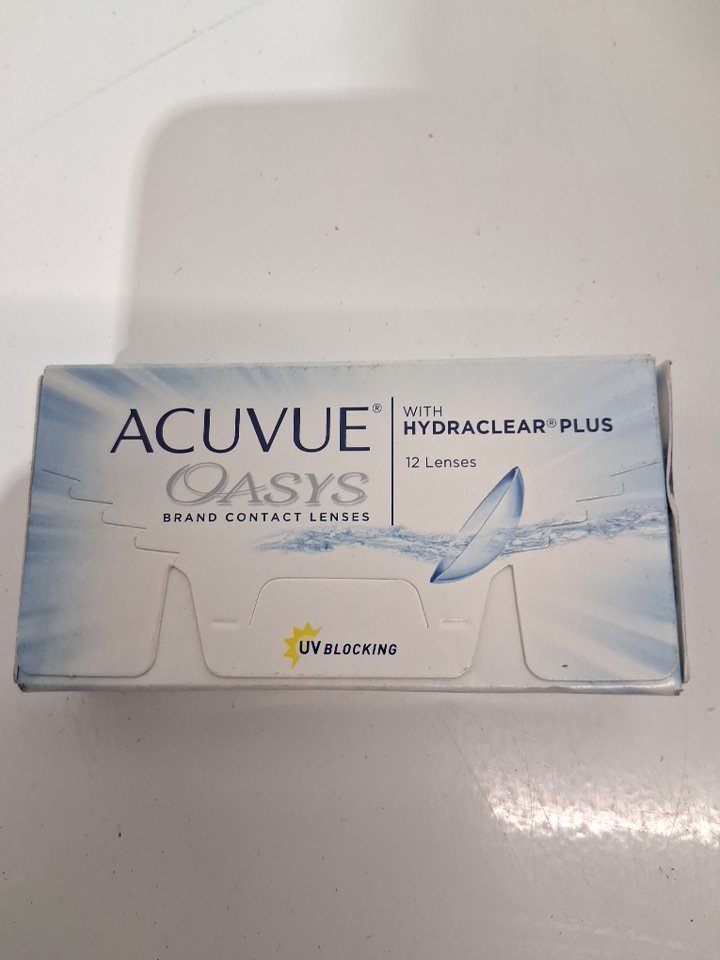 ACUVUE®
OASYS
BRAND CONTACT LENSES
WITH
HYDRACLEAR® PLUS
12 Lenses
UV BLOCKING